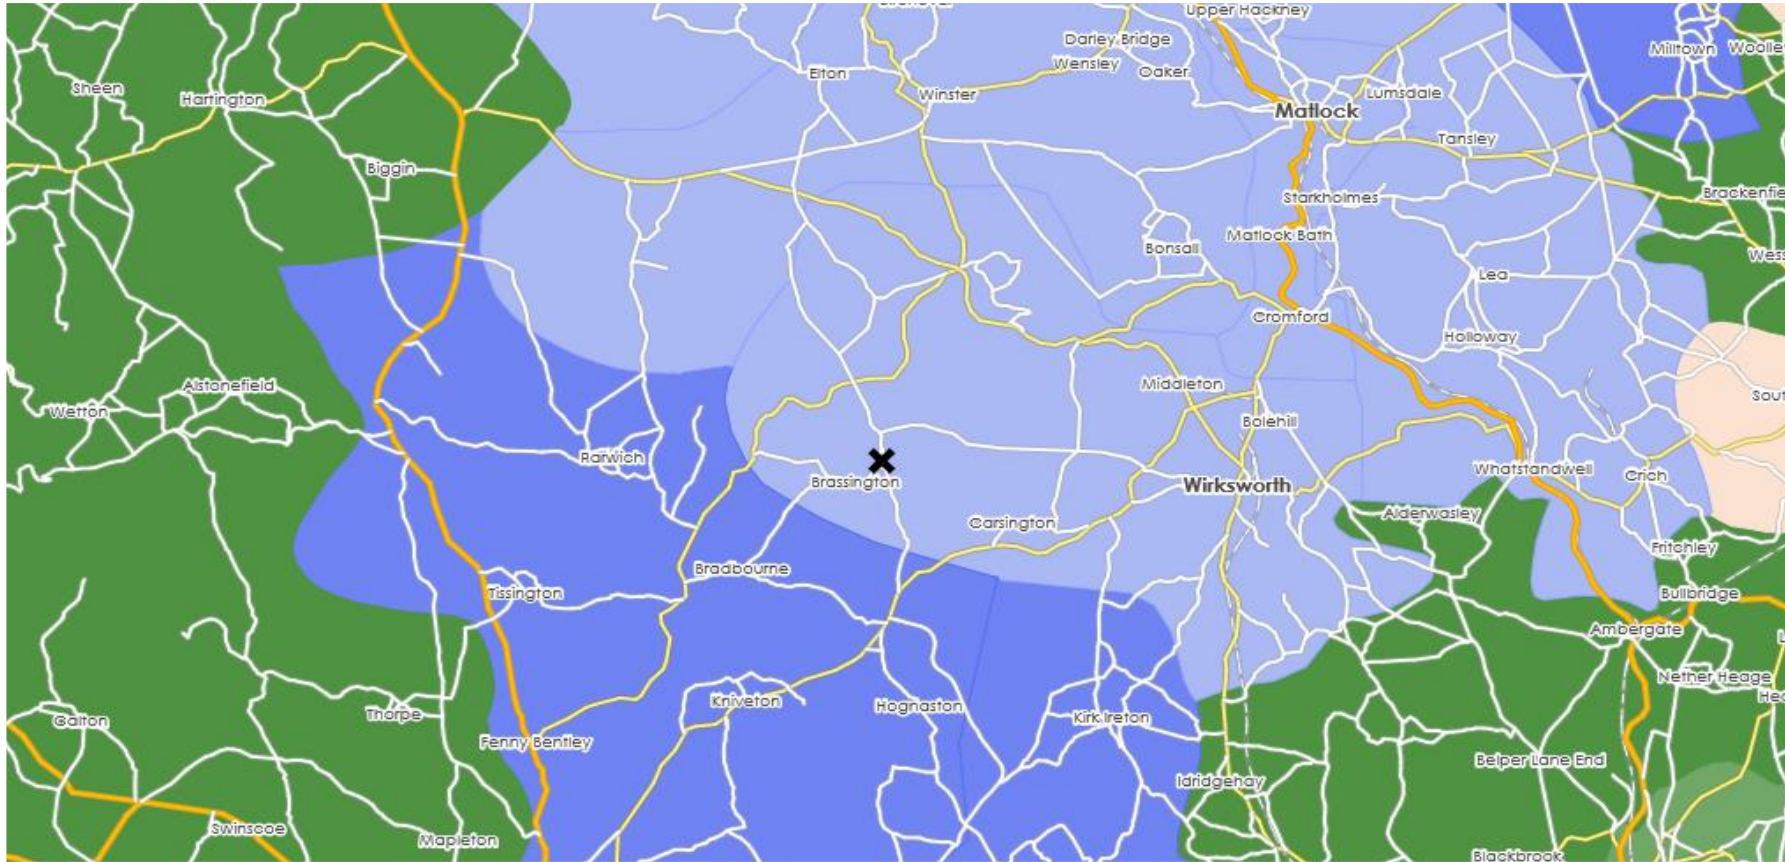 Upper Hackney
Darley Bridge
Milltown
Wensley
Oaker
Elton
Sheen
Hartington
Winster
Lumsdale
Matlock
Tansley
Biggin
Starkholmes
Matlock Bath
Bonsall
Lea
Cromford
Holloway
Alstonefield
Middleton
Wetton
Bolehill
Rarwich
Whatstandwell
Crich
Brassington
Wirksworth
Alderwasley
Carsington
Fritchley
Bradbourne
Tissington
Bullbridge
Ambergate
Nether Heage
Kniveton
Hognaston
Thorpe
Kirk Ireton
Calton
Fenny Bentley
Belper Lane End
Idridgehay
Swinscoe
Mapleton
Blackbrook